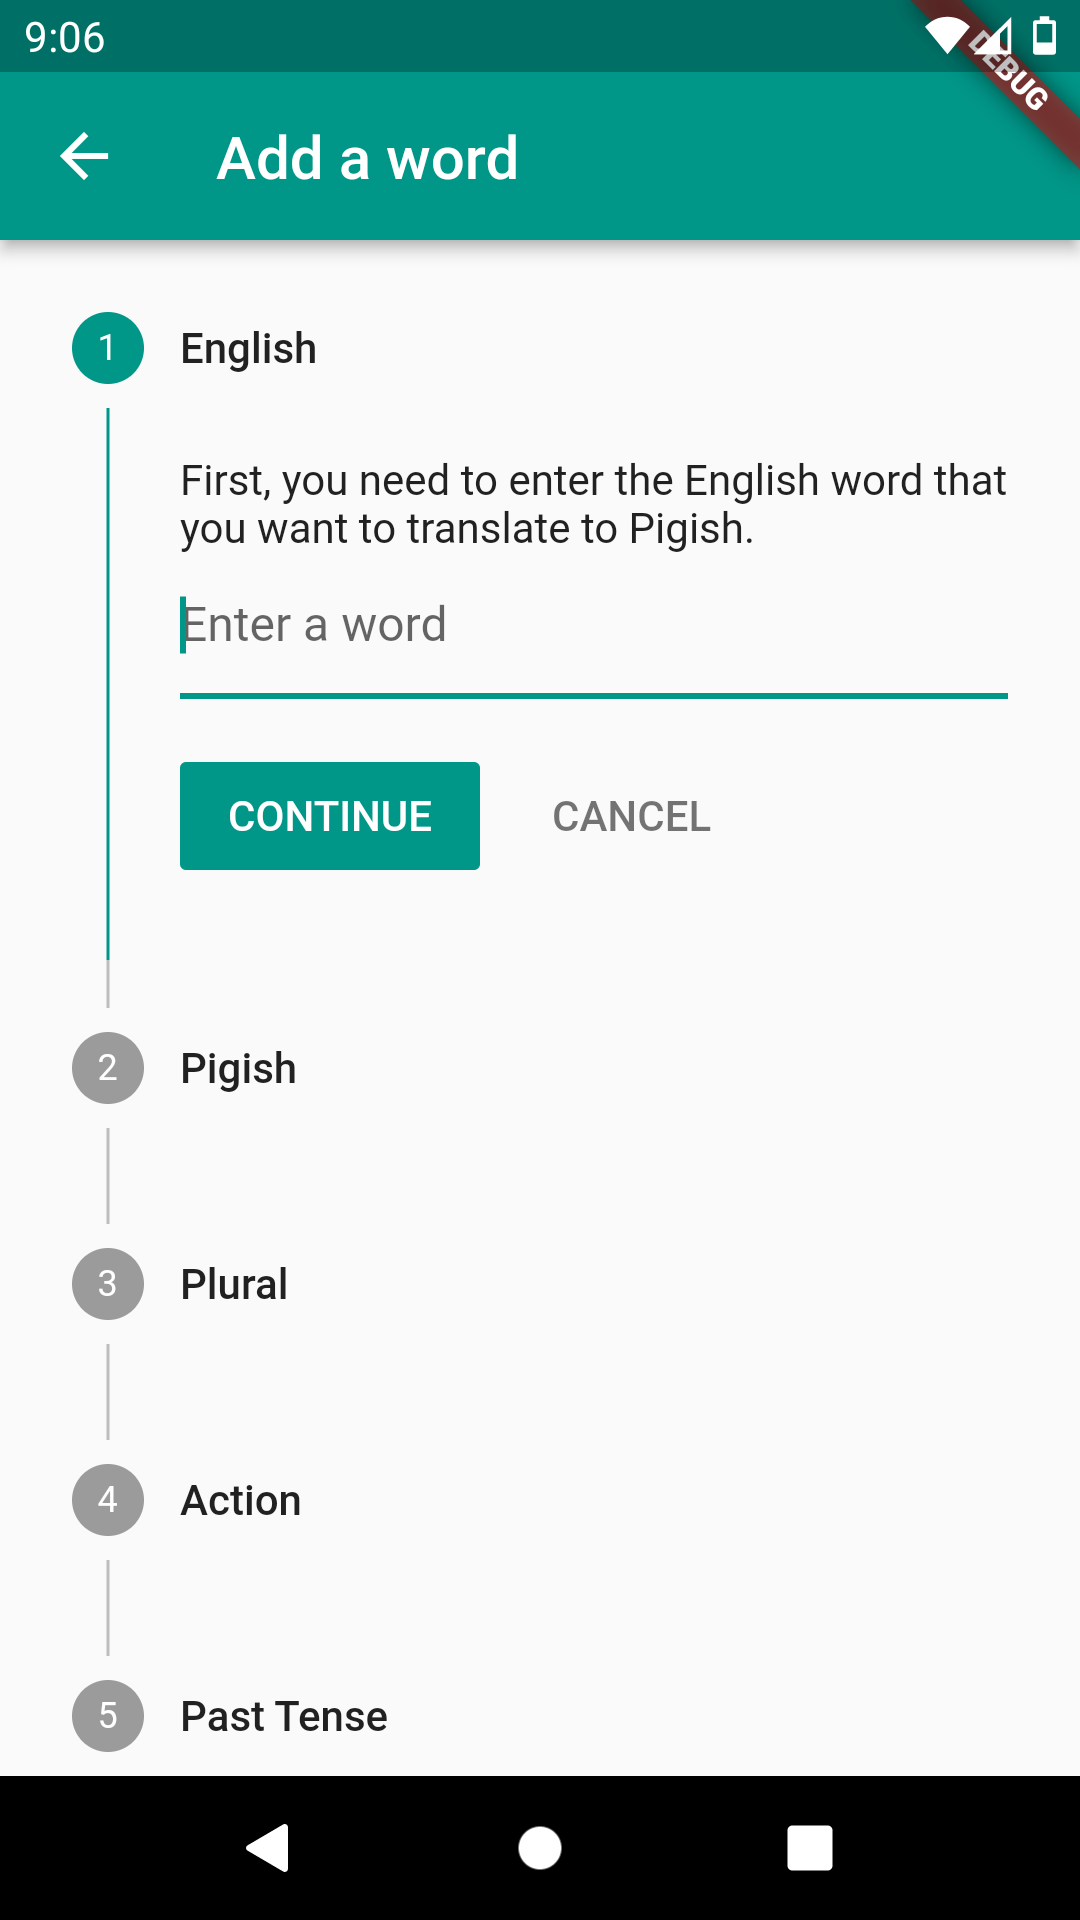 9:06
DEBUG
Add a word
1 English
First, you need to enter the English word that
you want to translate to Pigish.
Enter a word
CONTINUE CANCEL
2 Pigish
3 Plural
4 Action
5 Past Tense